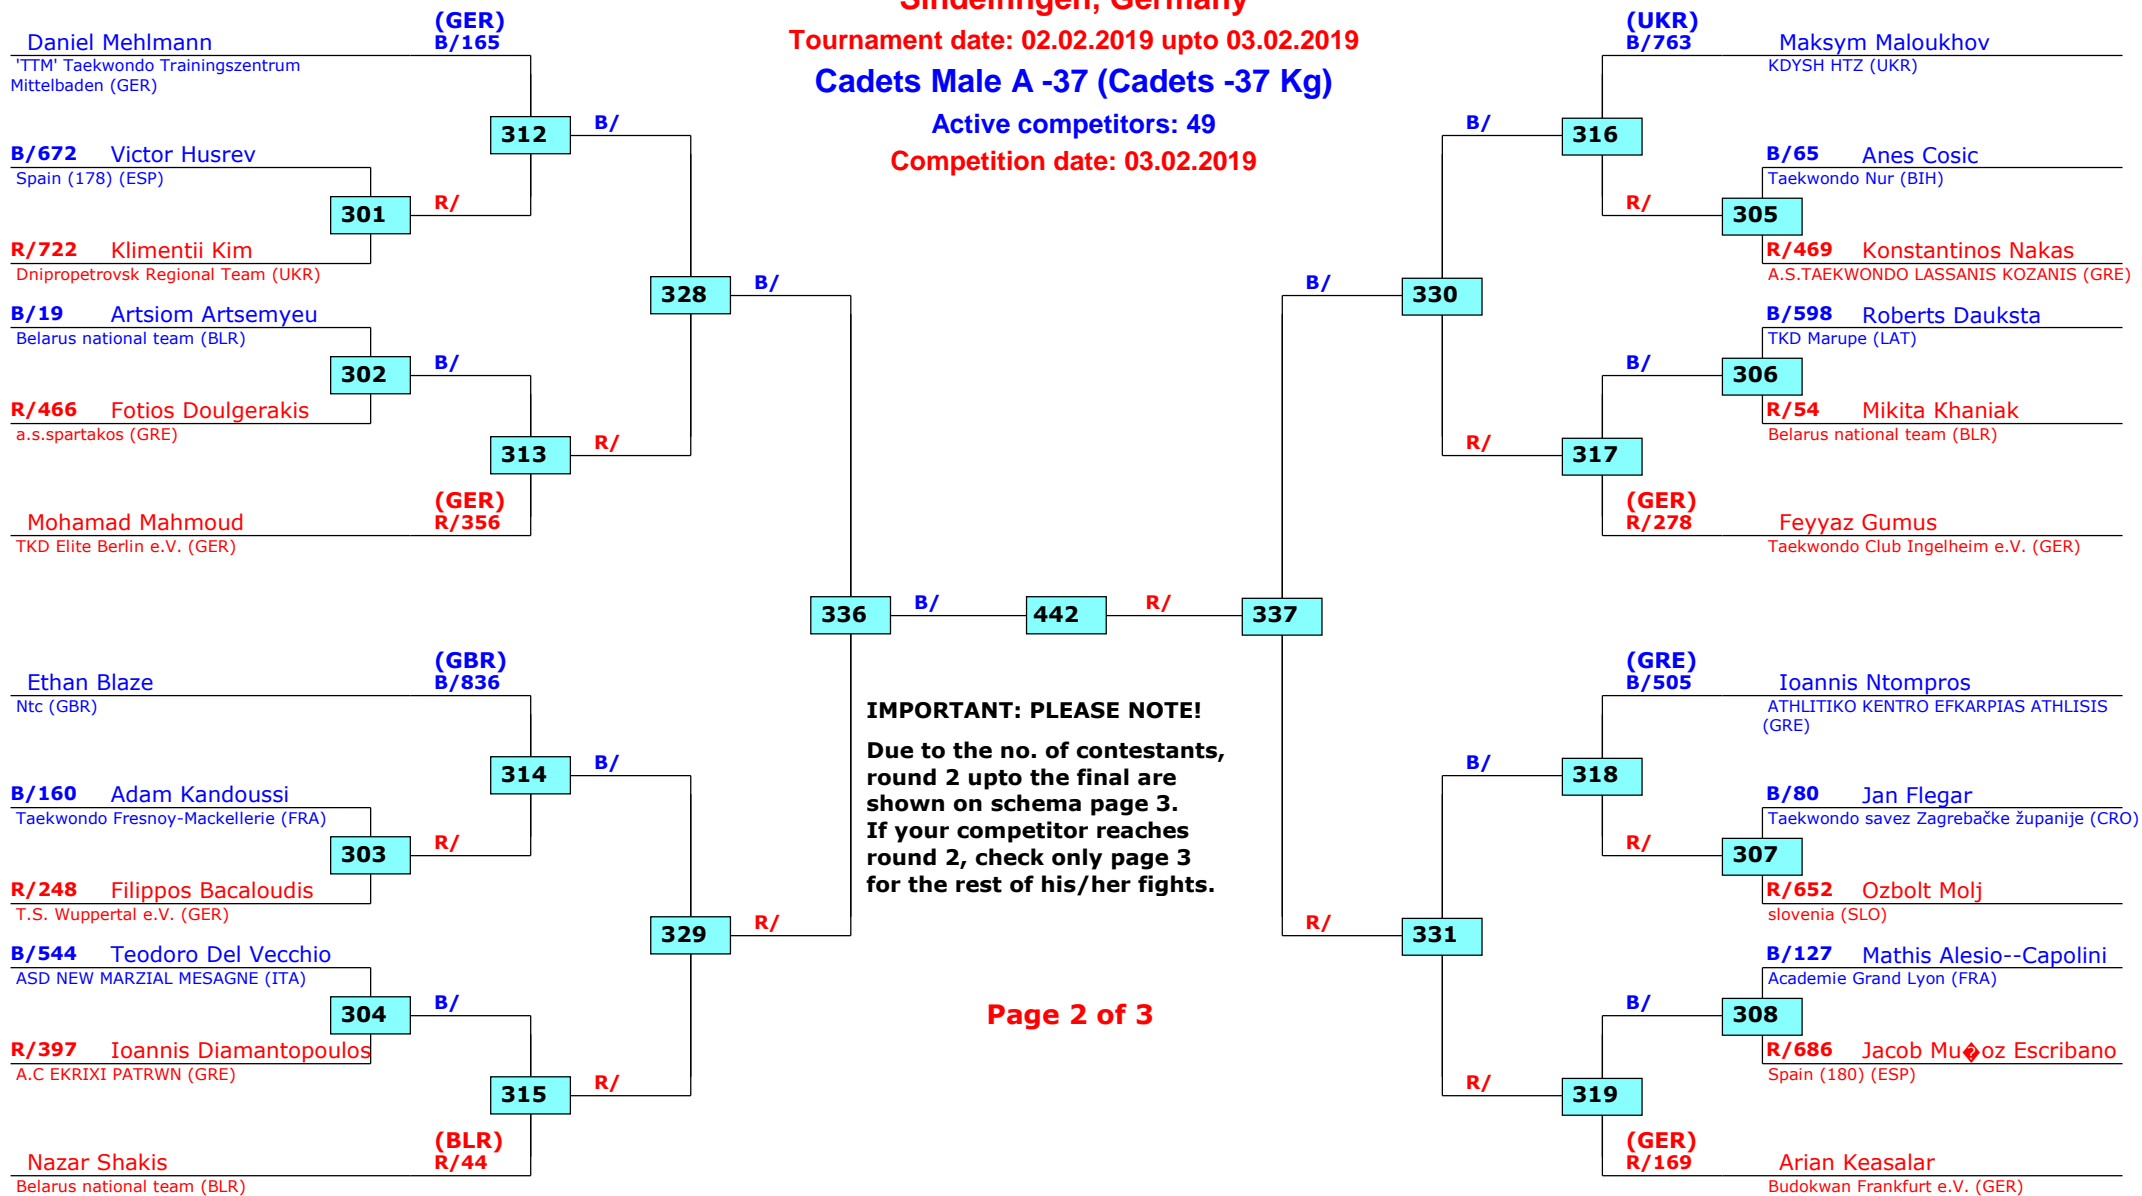 Sindelfingen, Germany
Tournament date: 02.02.2019 upto 03.02.2019
Cadets Male A -37 (Cadets -37 Kg)
Active competitors: 49
Competition date: 03.02.2019
(GER)
Daniel Mehlmann B/165
'TTM' Taekwondo Trainingszentrum
Mittelbaden (GER)
312 B/
B/672 Victor Husrev
Spain (178) (ESP)
301 R/
R/722 Klimentii Kim
Dnipropetrovsk Regional Team (UKR)
328 B/
B/19 Artsiom Artsemyeu
Belarus national team (BLR)
302 B/
R/466 Fotios Doulgerakis
a.s.spartakos (GRE)
313 R/
(GER)
Mohamad Mahmoud R/356
TKD Elite Berlin e.V. (GER)
336 B/ 442 R/ 337
(GBR)
Ethan Blaze B/836
Ntc (GBR)
314 B/
B/160 Adam Kandoussi
Taekwondo Fresnoy-Mackellerie (FRA)
303 R/
R/248 Filippos Bacaloudis
T.S. Wuppertal e.V. (GER)
329 R/
B/544 Teodoro Del Vecchio
ASD NEW MARZIAL MESAGNE (ITA)
304 B/
R/397 Ioannis Diamantopoulos
A.C EKRIXI PATRWN (GRE)
315 R/
(BLR)
Nazar Shakis R/44
Belarus national team (BLR)
IMPORTANT: PLEASE NOTE!
Due to the no. of contestants,
round 2 upto the final are
shown on schema page 3.
If your competitor reaches
round 2, check only page 3
for the rest of his/her fights.
Page 2 of 3
(UKR)
B/763 Maksym Maloukhov
KDYSH HTZ (UKR)
B/ 316
B/65 Anes Cosic
Taekwondo Nur (BIH)
R/ 305
R/469 Konstantinos Nakas
A.S.TAEKWONDO LASSANIS KOZANIS (GRE)
B/ 330
B/598 Roberts Dauksta
TKD Marupe (LAT)
B/ 306
R/54 Mikita Khaniak
Belarus national team (BLR)
R/ 317
(GER)
R/278 Feyyaz Gumus
Taekwondo Club Ingelheim e.V. (GER)
(GRE)
B/505 Ioannis Ntompros
ATHLITIKO KENTRO EFKARPIAS ATHLISIS
(GRE)
B/ 318
B/80 Jan Flegar
Taekwondo savez Zagrebačke županije (CRO)
R/ 307
R/652 Ozbolt Molj
slovenia (SLO)
R/ 331
B/127 Mathis Alesio--Capolini
Academie Grand Lyon (FRA)
B/ 308
R/686 Jacob Mu�oz Escribano
Spain (180) (ESP)
R/ 319
(GER)
R/169 Arian Keasalar
Budokwan Frankfurt e.V. (GER)